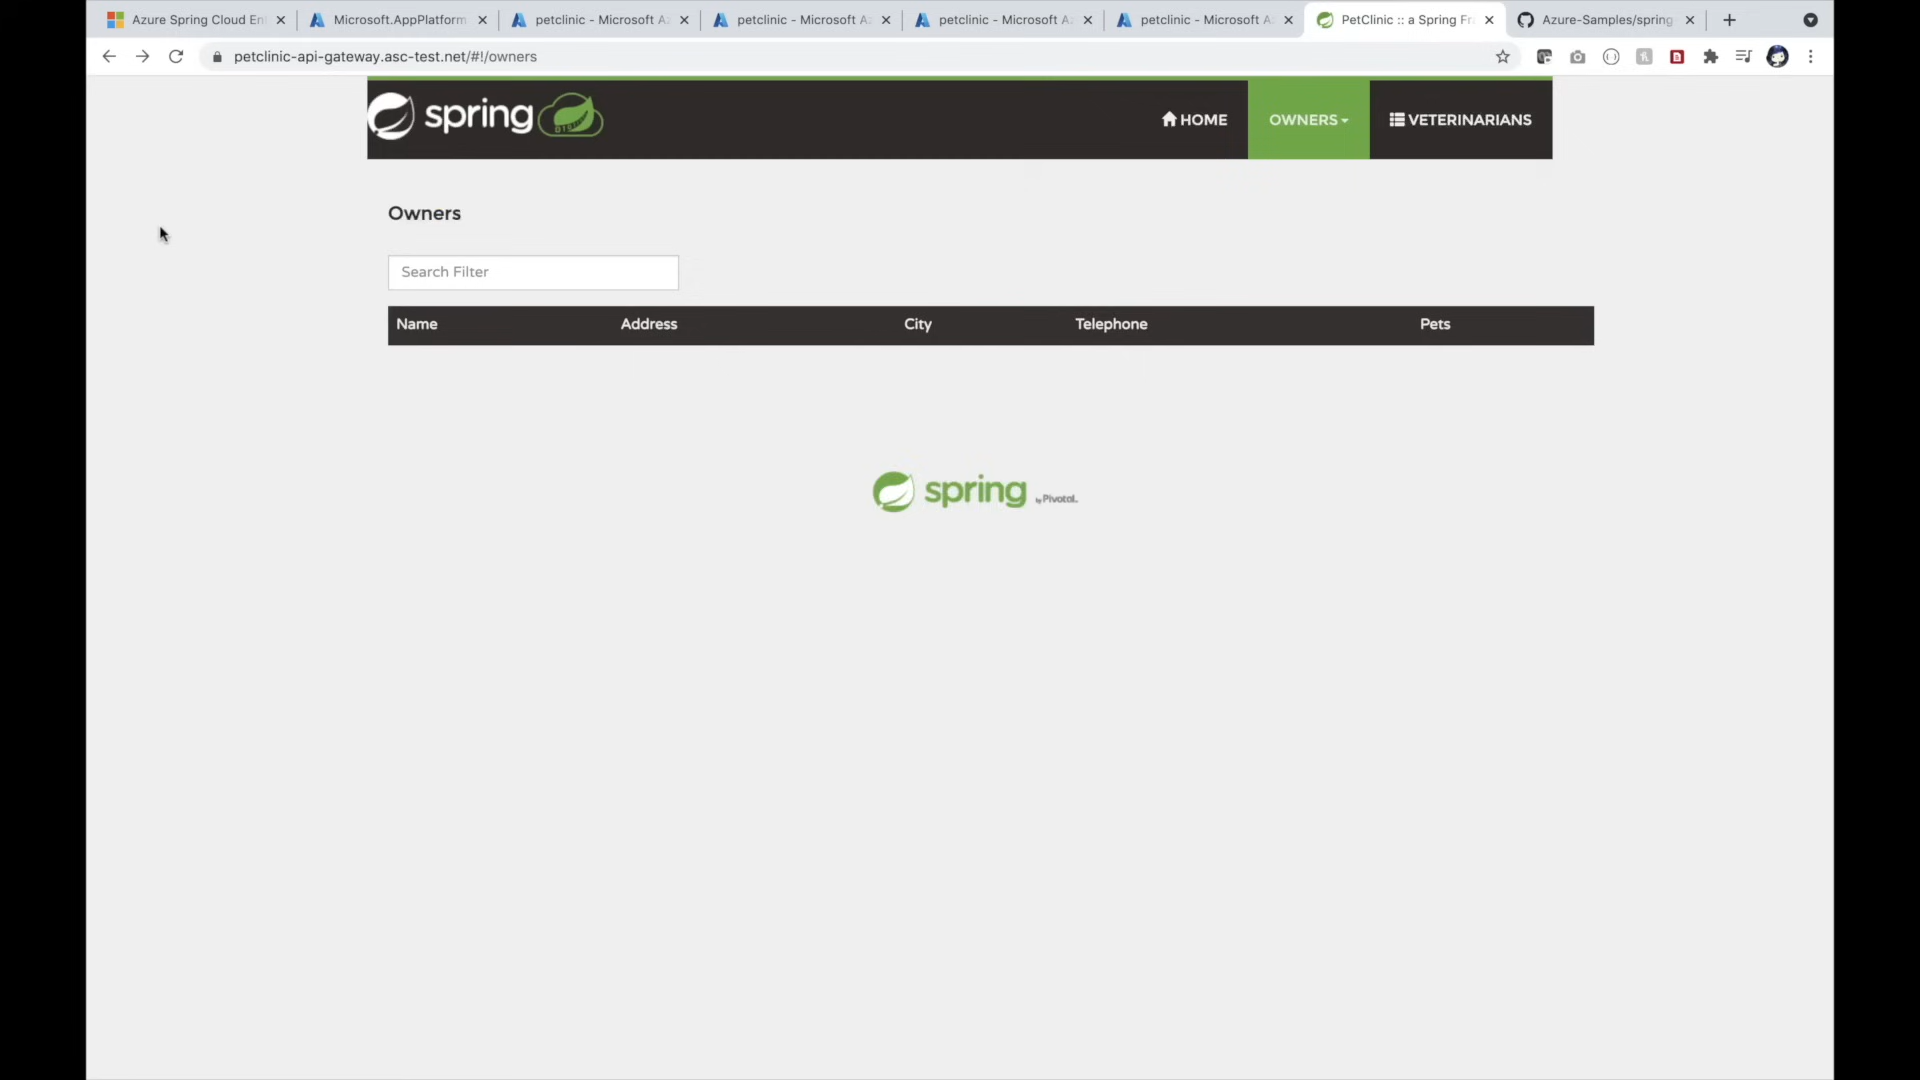 Azure Spring Cloud En
Microsoft.AppPlatform
petclinic - Microsoft A
petclinic - Microsoft A
petclinic - Microsoft A
petclinic - Microsoft A
PetClinic :: a Spring Fr
Azure-Samples/spring
petclinic-api-gateway.asc-test.net/#!/owners
spring
HOME
OWNERS
VETERINARIANS
Owners
Search Filter
Name Address City Telephone Pets
spring by Pivotal.